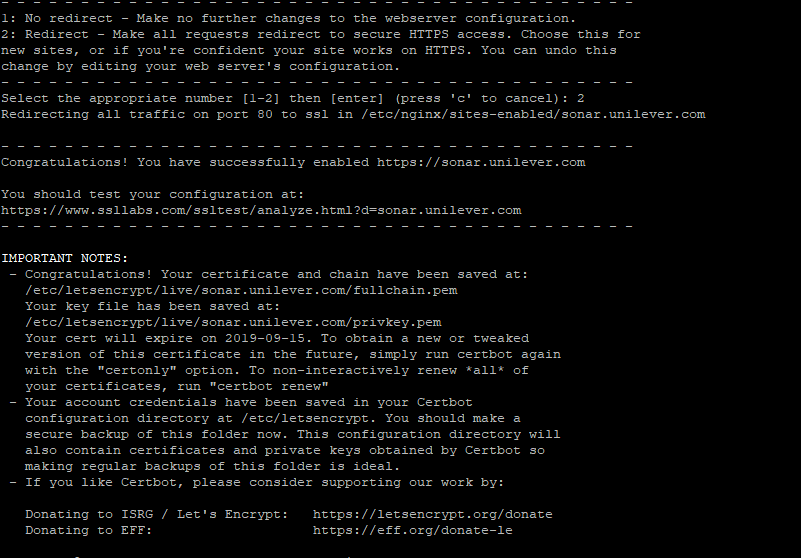 - - - - - - - - - - - - - - - - - - - - - - - - - - - - - - - - - - - - - - - -
1: No redirect - Make no further changes to the webserver configuration.
2: Redirect - Make all requests redirect to secure HTTPS access. Choose this for
new sites, or if you're confident your site works on HTTPS. You can undo this
change by editing your web server's configuration.
- - - - - - - - - - - - - - - - - - - - - - - - - - - - - - - - - - - - - - - -
Select the appropriate number [1-2] then [enter] (press 'c' to cancel): 2
Redirecting all traffic on port 80 to ssl in /etc/nginx/sites-enabled/sonar.unilever.com
- - - - - - - - - - - - - - - - - - - - - - - - - - - - - - - - - - - - - - - -
Congratulations! You have successfully enabled https://sonar.unilever.com
You should test your configuration at:
https://www.ssllabs.com/ssltest/analyze.html?d=sonar.unilever.com
- - - - - - - - - - - - - - - - - - - - - - - - - - - - - - - - - - - - - - - -
IMPORTANT NOTES:
- Congratulations! Your certificate and chain have been saved at:
/etc/letsencrypt/live/sonar.unilever.com/fullchain.pem
Your key file has been saved at:
/etc/letsencrypt/live/sonar.unilever.com/privkey.pem
Your cert will expire on 2019-09-15. To obtain a new or tweaked
version of this certificate in the future, simply run certbot again
with the "certonly" option. To non-interactively renew *all* of
your certificates, run "certbot renew"
- Your account credentials have been saved in your Certbot
configuration directory at /etc/letsencrypt. You should make a
secure backup of this folder now. This configuration directory will
also contain certificates and private keys obtained by Certbot so
making regular backups of this folder is ideal.
- If you like Certbot, please consider supporting our work by:
Donating to ISRG / Let's Encrypt: https://letsencrypt.org/donate
Donating to EFF: https://eff.org/donate-le